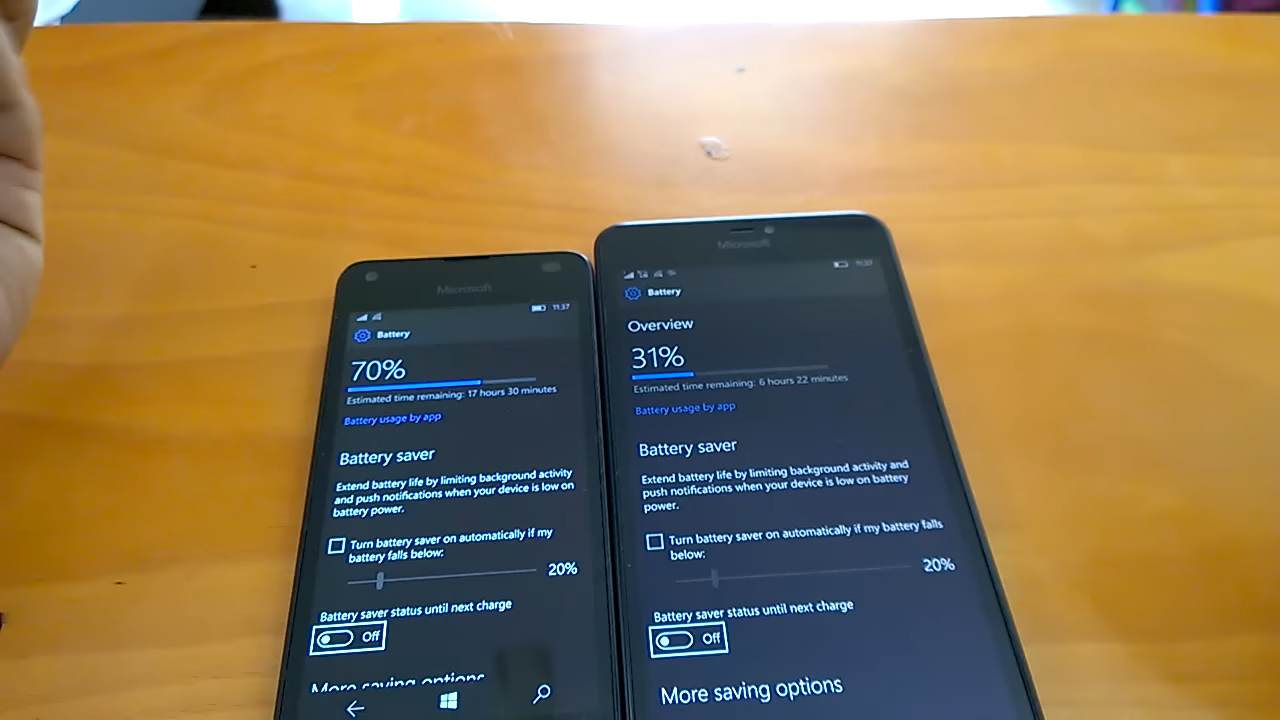 Microsoft
11:37
Battery
70%
Estimated time remaining: 17 hours 30 minutes
Battery usage by app
Battery saver
Extend battery life by limiting background activity
and push notifications when your device is low on
battery power.
Turn battery saver on automatically if my
battery falls below:
20%
Battery saver status until next charge
Off
More saving options
Microsoft
11:37
Battery
Overview
31%
Estimated time remaining: 6 hours 22 minutes
Battery usage by app
Battery saver
Extend battery life by limiting background activity and
push notifications when your device is low on battery
power.
Turn battery saver on automatically if my battery falls
below:
20%
Battery saver status until next charge
Off
More saving options